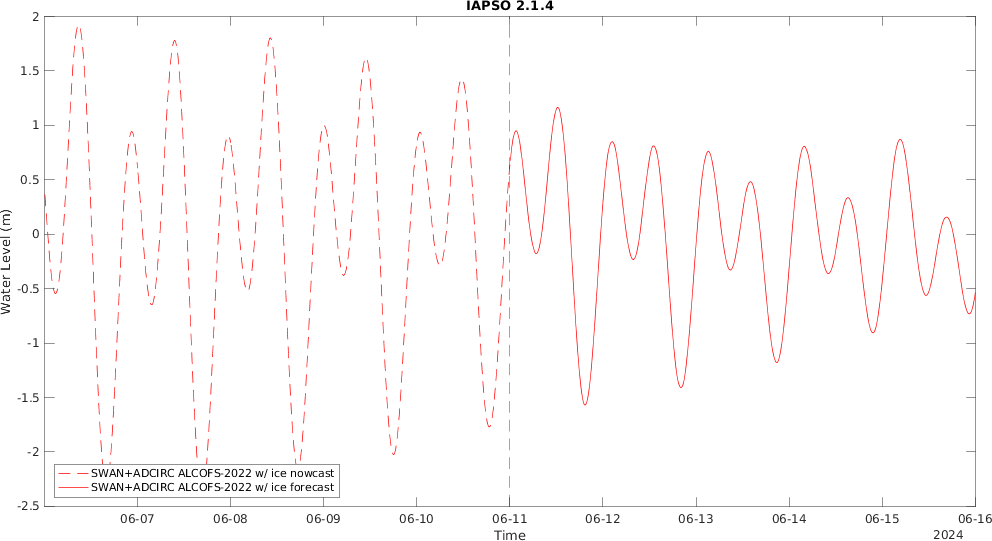 IAPSO 2.1.4
2
1.5
1
0.5
0
-0.5
-1
-1.5
-2
-2.5
Water Level (m)
SWAN+ADCIRC ALCOFS-2022 w/ ice nowcast
SWAN+ADCIRC ALCOFS-2022 w/ ice forecast
06-07 06-08 06-09 06-10 06-11 06-12 06-13 06-14 06-15 06-16
Time
2024